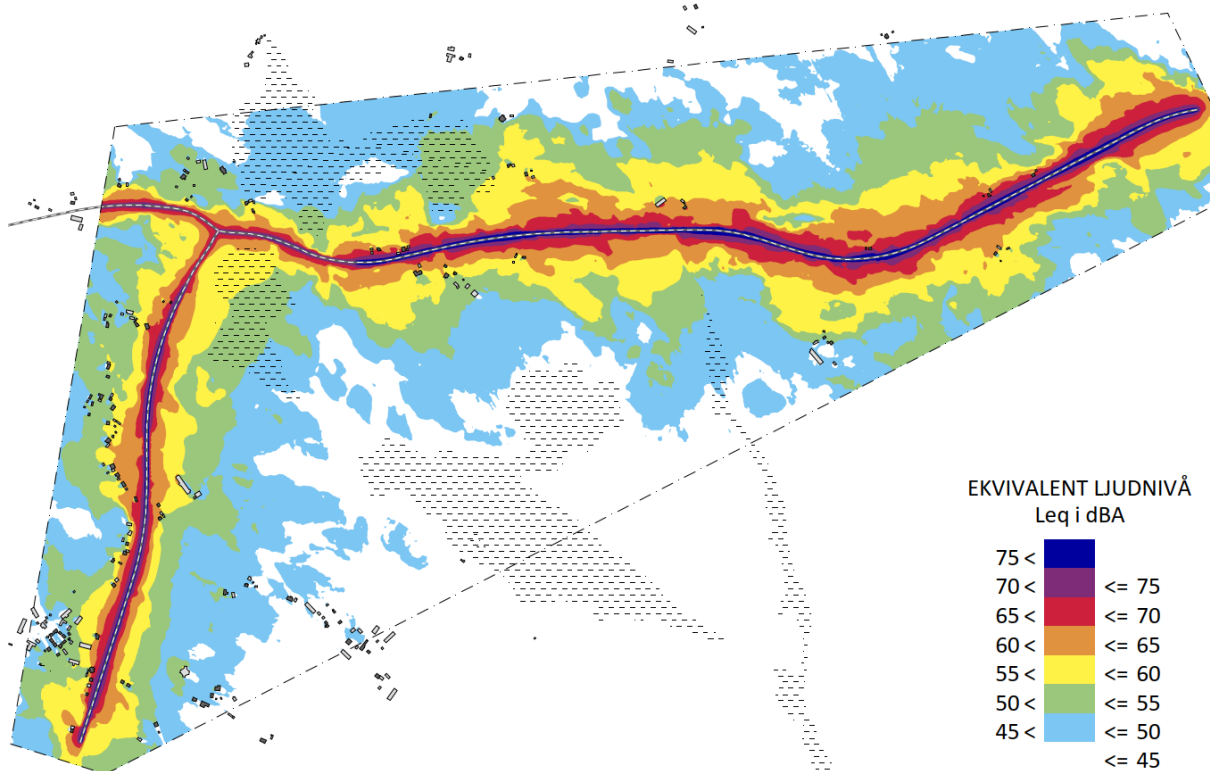 EKVIVALENT LJUDNIVÅ
Leq i dBA
75 <
70 < <= 75
65 < <= 70
60 < <= 65
55 < <= 60
50 < <= 55
45 < <= 50
<= 45